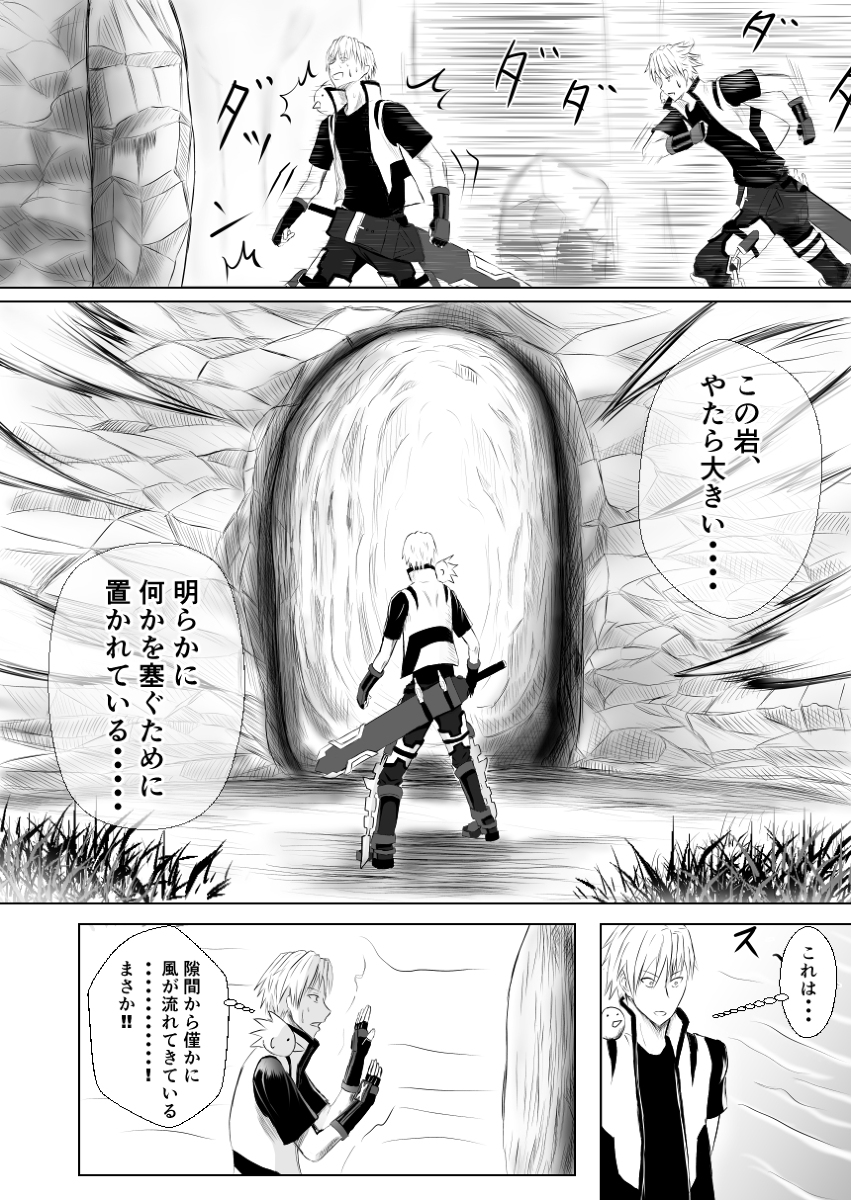 ダ
ダ
ダ
ダ
ダッ
この岩、
やたら大きい・・・・
明らかに
何かを塞ぐために
置かれている・・・・・
ス
これは・・・
隙間から僅かに
風が流れてきている
・・・・・・・・・・・!
まさか!!